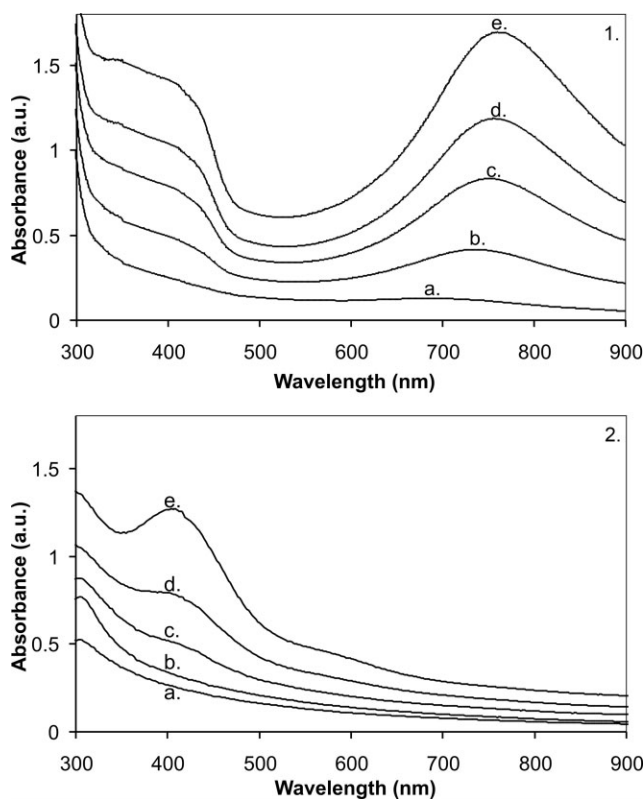 1.
e.
d.
c.
b.
a.
1.5
1
0.5
0
300 400 500 600 700 800 900
Absorbance (a.u.)
Wavelength (nm)
2.
e.
d.
c.
b.
a.
1.5
1
0.5
0
300 400 500 600 700 800 900
Absorbance (a.u.)
Wavelength (nm)